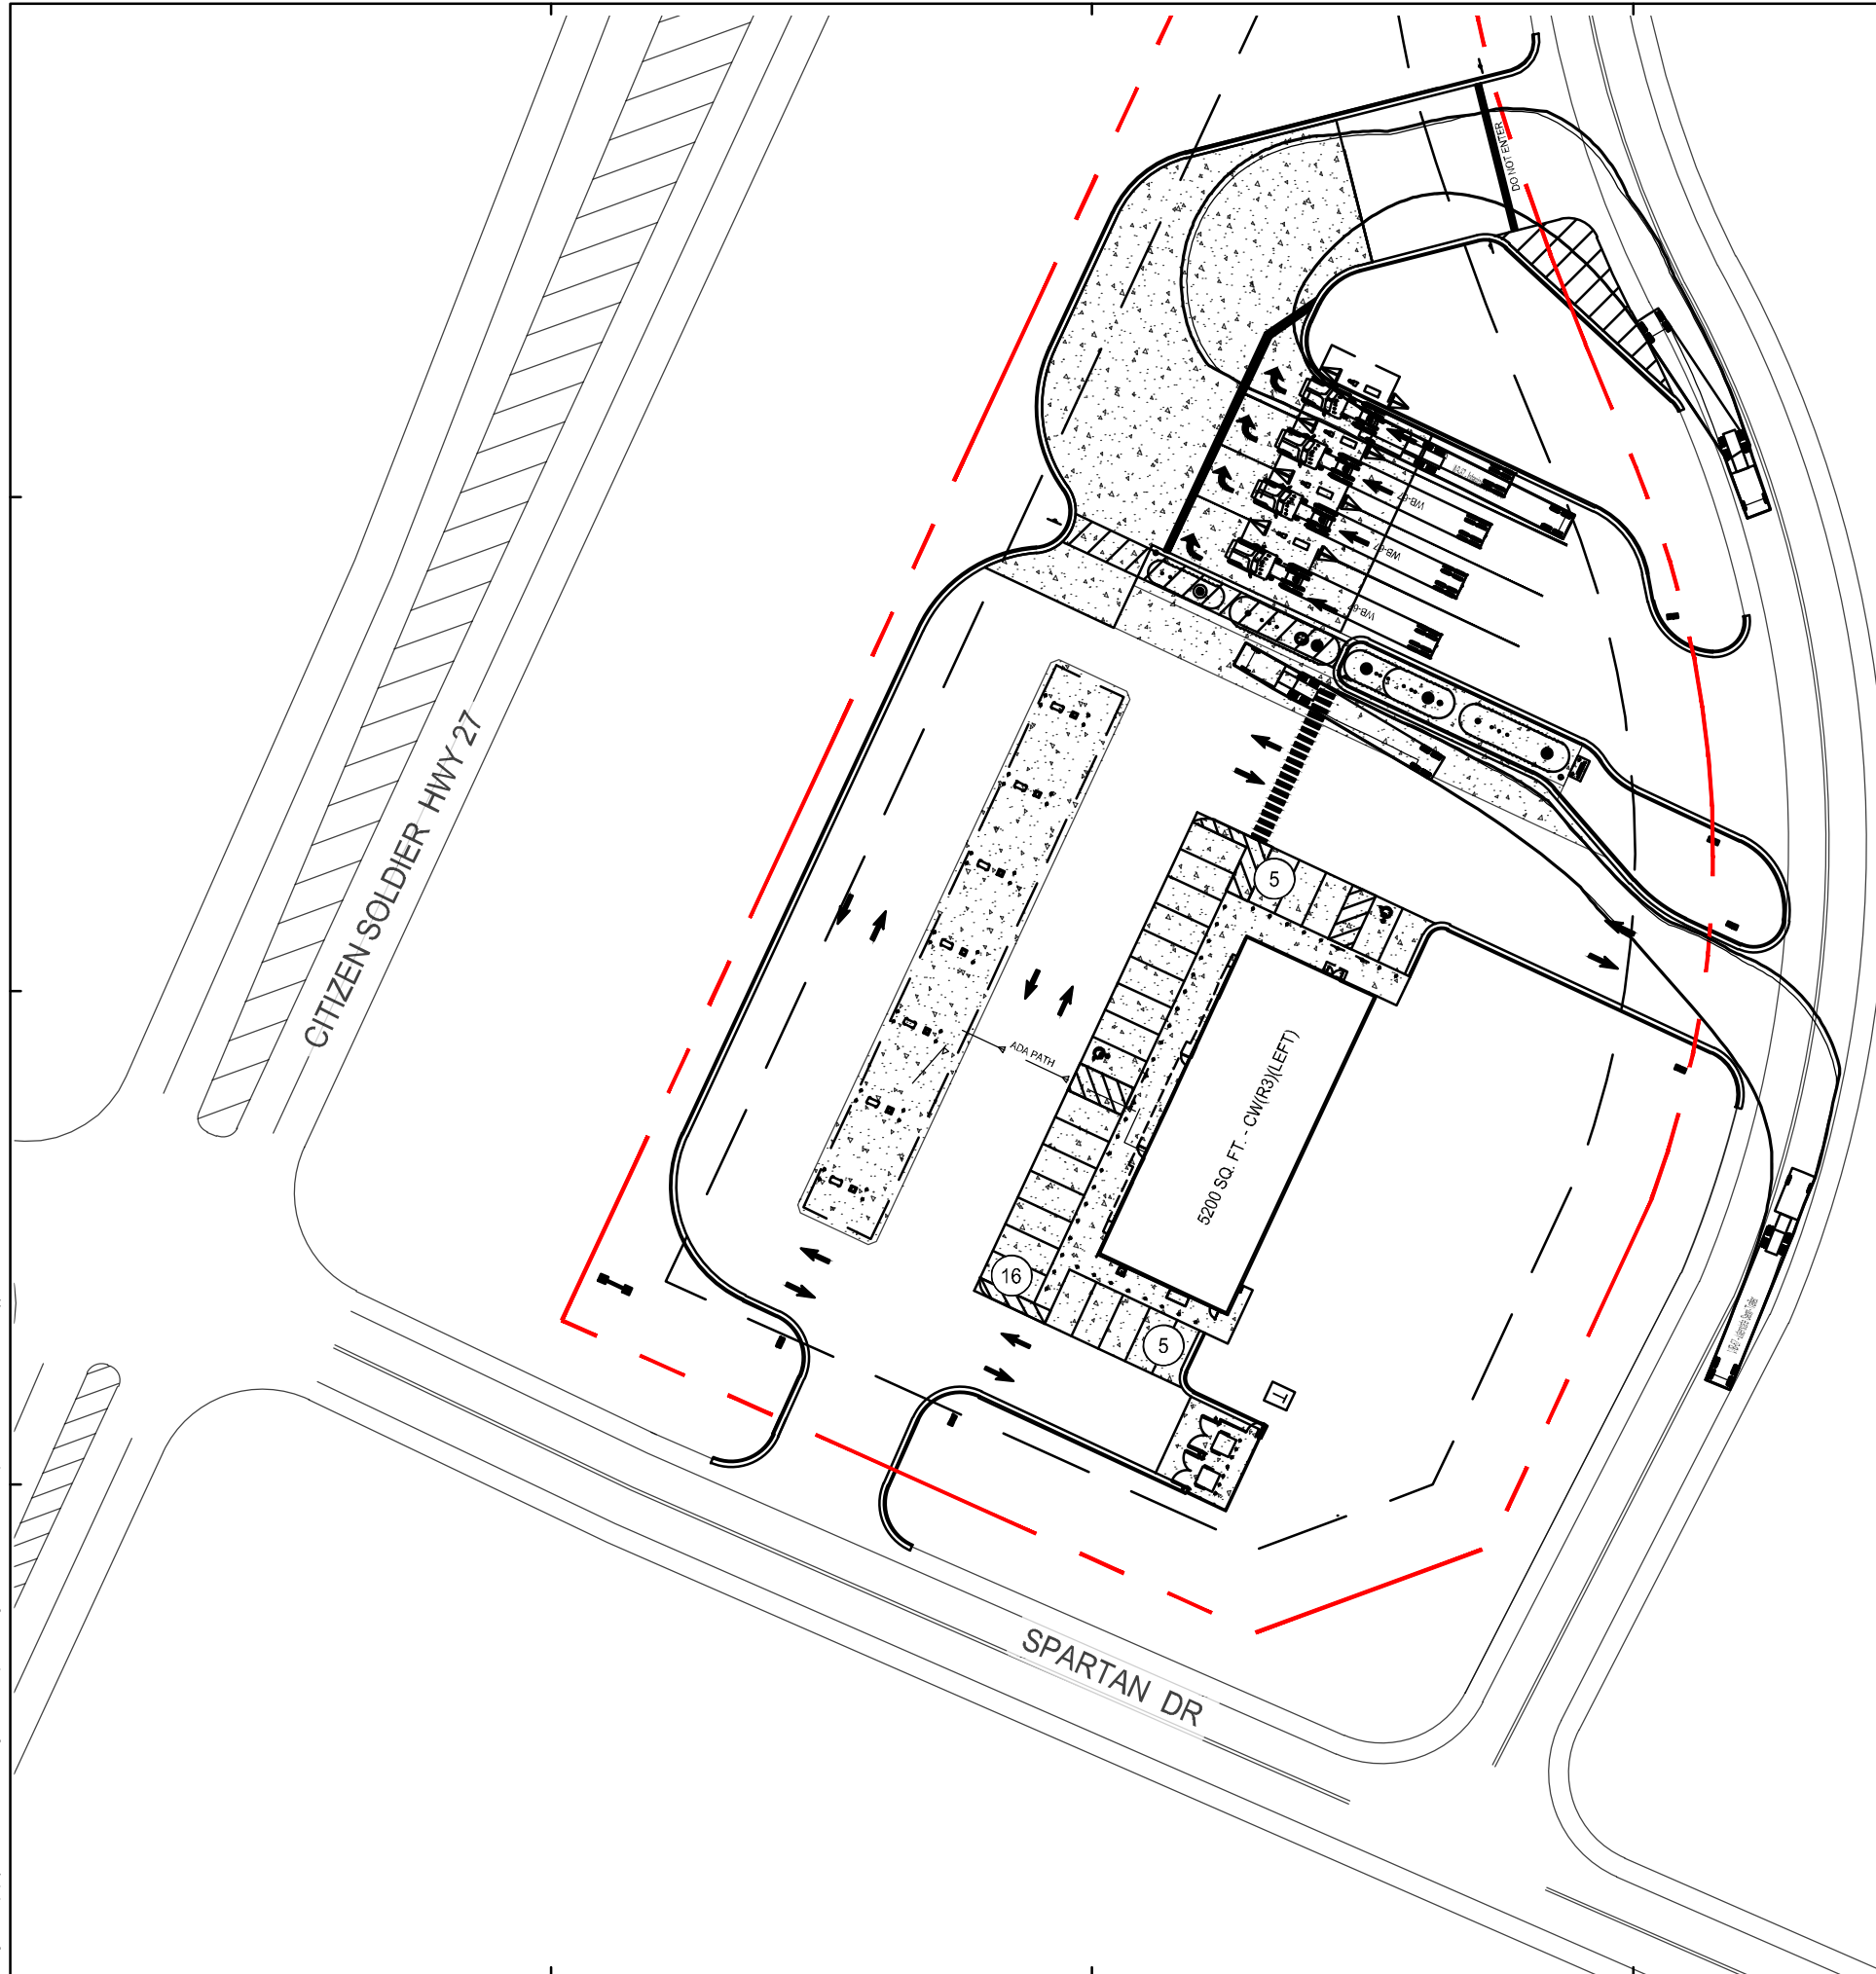 DO NOT ENTER
WB-67
WB-67
WB-67
CITIZEN SOLDIER HWY 27
5
ADA PATH
5200 SQ. FT. - CW(R3)(LEFT)
16
5
T
SPARTAN DR